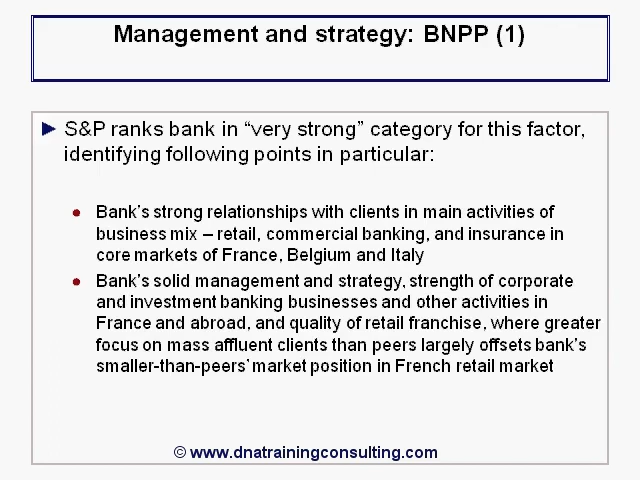 Management and strategy: BNPP (1)
► S&P ranks bank in “very strong” category for this factor,
identifying following points in particular:
● Bank’s strong relationships with clients in main activities of
business mix – retail, commercial banking, and insurance in
core markets of France, Belgium and Italy
● Bank’s solid management and strategy, strength of corporate
and investment banking businesses and other activities in
France and abroad, and quality of retail franchise, where greater
focus on mass affluent clients than peers largely offsets bank’s
smaller-than-peers’ market position in French retail market
© www.dnatrainingconsulting.com